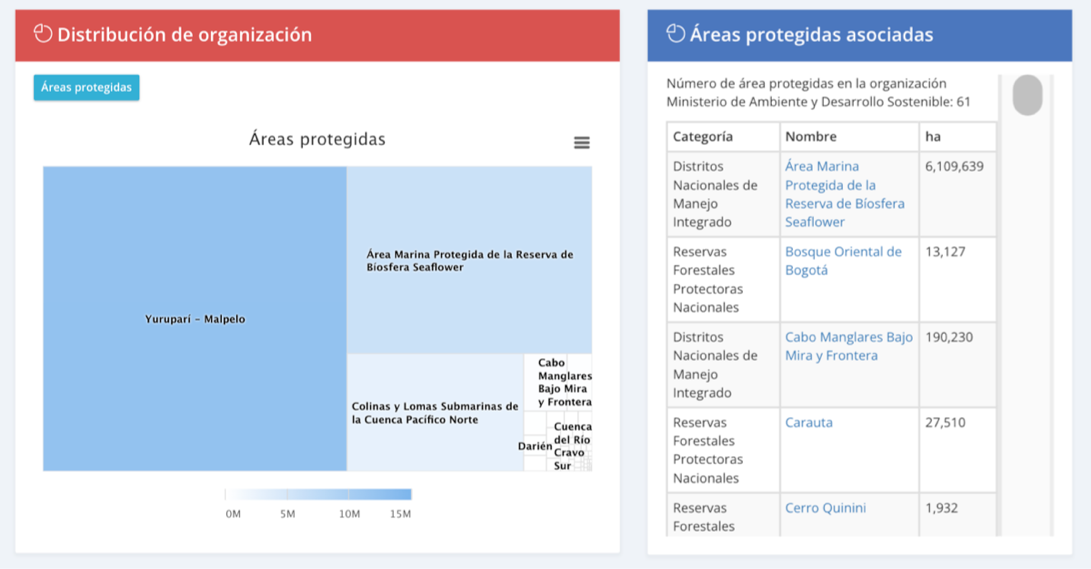 Distribución de organización
Áreas protegidas
Áreas protegidas
Yurupari - Malpelo
Área Marina Protegida de la Reserva de
Biosfera Seaflower
Colinas y Lomas Submarinas de
la Cuenca Pacífico Norte
Cabo
Manglares
Bajo Mira
y Frontera
Darién
Cuenca
del Río
Cravo
Sur
0M 5M 10M 15M
Áreas protegidas asociadas
Número de área protegidas en la organización
Ministerio de Ambiente y Desarrollo Sostenible: 61
Categoría Nombre ha
Distritos Área Marina 6,109,639
Nacionales de Protegida de la
Manejo Reserva de Bíosfera
Integrado Seaflower
Reservas Bosque Oriental de 13,127
Forestales Bogotá
Protectoras
Nacionales
Distritos Cabo Manglares Bajo 190,230
Nacionales de Mira y Frontera
Manejo
Integrado
Reservas Carauta 27,510
Forestales
Protectoras
Nacionales
Reservas Cerro Quinini 1,932
Forestales